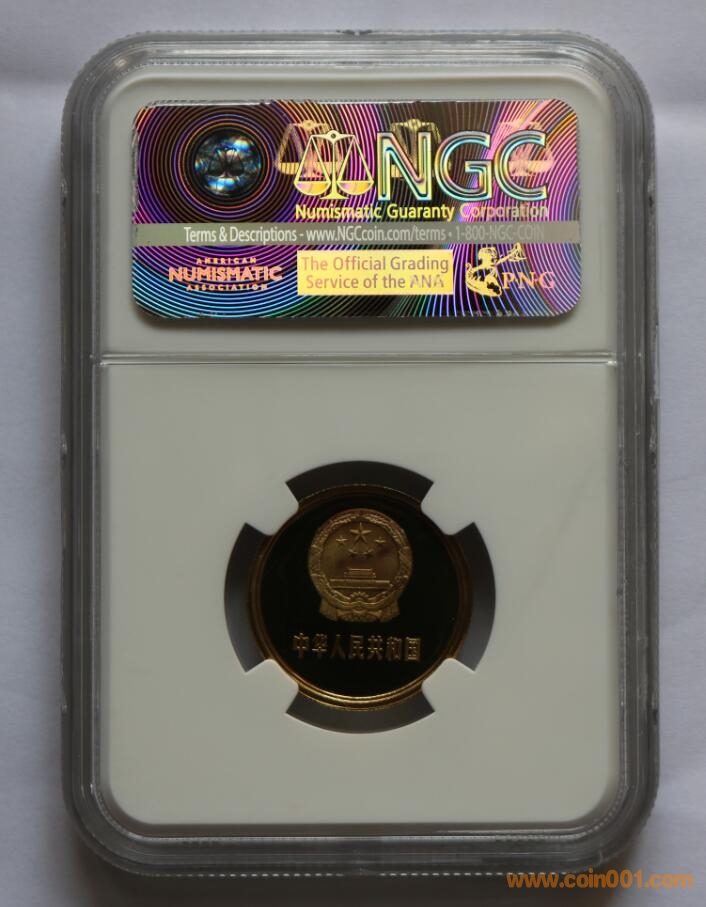 NGC
Numismatic Guaranty Corporation
Terms & Descriptions - www.NGCcoin.com/terms • 1-800-NGC-COIN
AMERICAN
NUMISMATIC
ASSOCIATION
The Official Grading
Service of the ANA
PNG
中华人民共和国
www.coin001.com